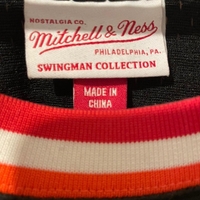 NOSTALGIA CO.
Mitchell & Ness
PHILADELPHIA, PA.
SWINGMAN COLLECTION
MADE IN
CHINA